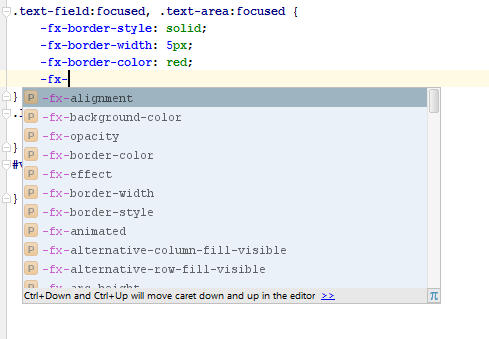 .text-field:focused, .text-area:focused {
-fx-border-style: solid;
-fx-border-width: 5px;
-fx-border-color: red;
-fx-
}
P -fx-alignment
.
P -fx-background-color
P -fx-opacity
}
P -fx-border-color
#
P -fx-effect
P -fx-border-width
}
P -fx-border-style
P -fx-animated
P -fx-alternative-column-fill-visible
P -fx-alternative-row-fill-visible
-fx-arc-height
Ctrl+Down and Ctrl+Up will move caret down and up in the editor >> π